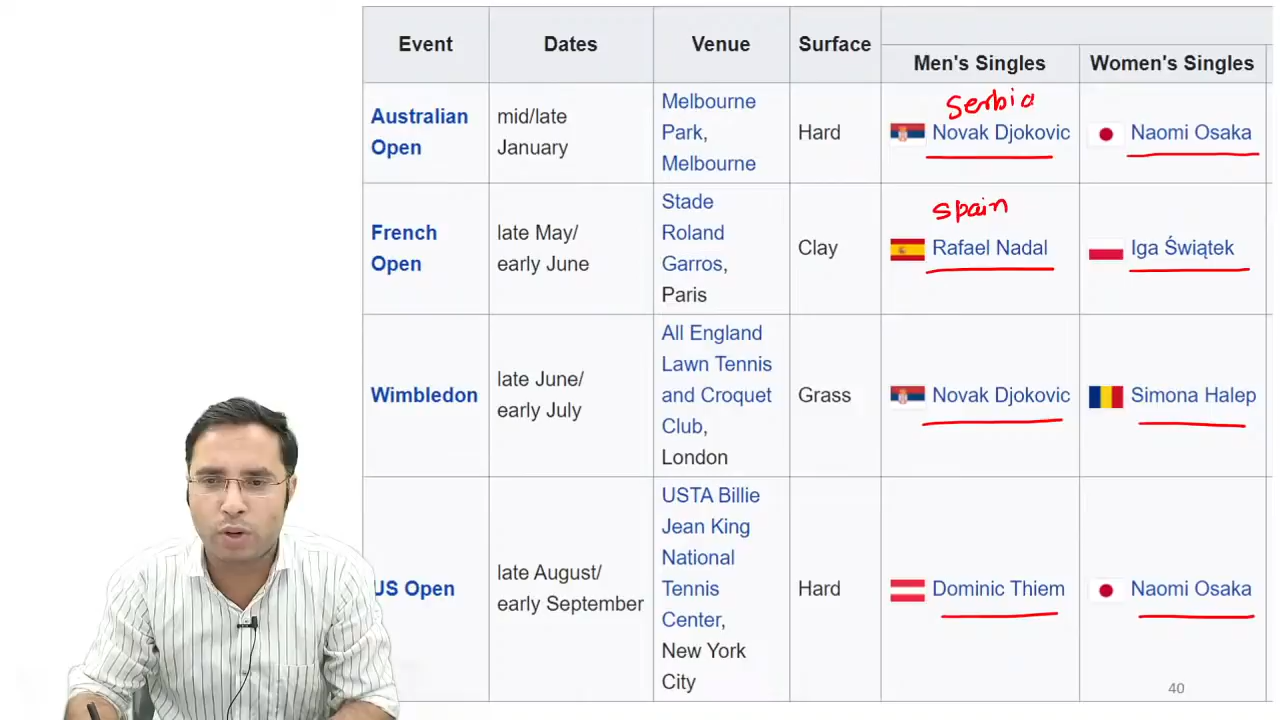 Event
Dates
Venue
Surface
Men's Singles
Women's Singles
Australian
Open
mid/late
January
Melbourne
Park,
Melbourne
Hard
Serbia
Novak Djokovic
Naomi Osaka
French
Open
late May/
early June
Stade
Roland
Garros,
Paris
Clay
Spain
Rafael Nadal
Iga Świątek
Wimbledon
late June/
early July
All England
Lawn Tennis
and Croquet
Club,
London
Grass
Novak Djokovic
Simona Halep
US Open
late August/
early September
USTA Billie
Jean King
National
Tennis
Center,
New York
City
Hard
Dominic Thiem
Naomi Osaka
40